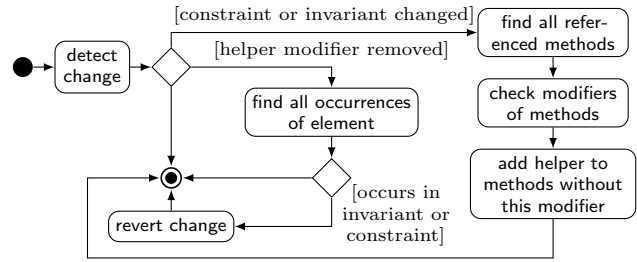 [constraint or invariant changed]
find all refer-
enced methods
detect
change
[helper modifier removed]
find all occurrences
of element
check modifiers
of methods
add helper to
methods without
this modifier
[occurs in
invariant or
constraint]
revert change